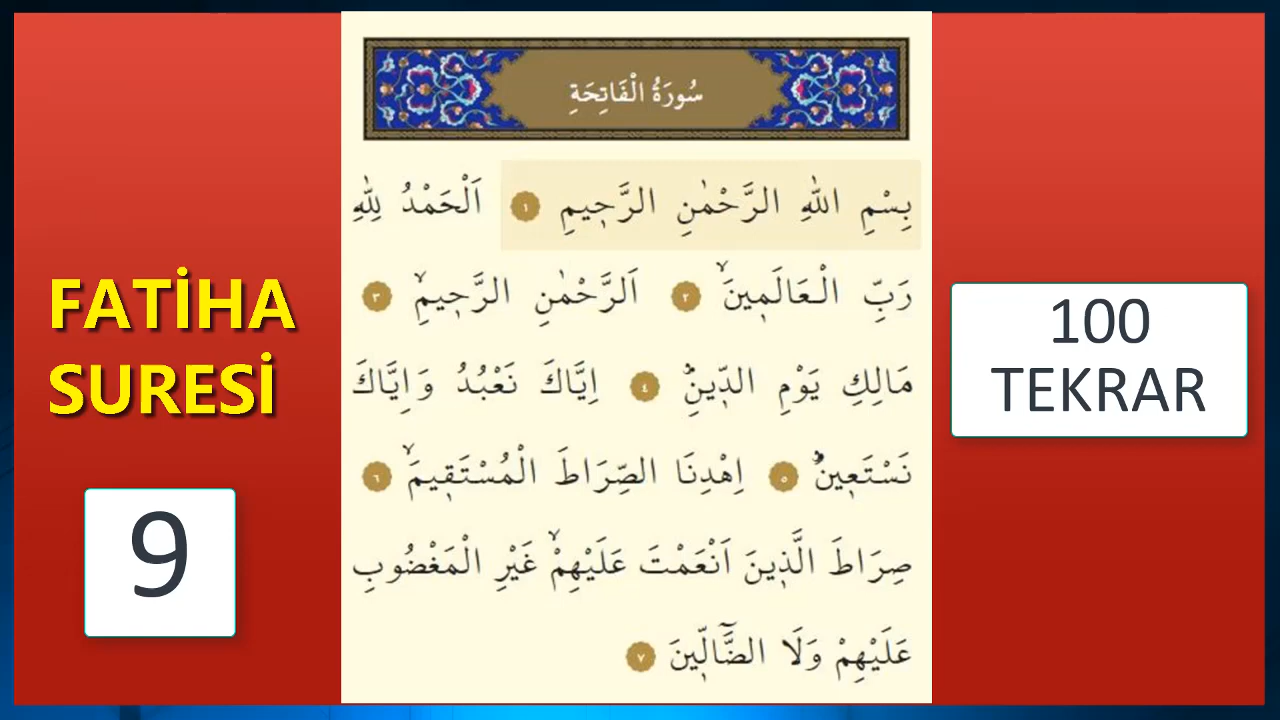 FATİHA
SURESİ
9
سُورَةُ الْفَاتِحَةِ
بِسْمِ اللّٰهِ الرَّحْمٰنِ الرَّح۪يمِ ١ اَلْحَمْدُ لِلّٰهِ
رَبِّ الْعَالَم۪ينَۙ ٢ اَلرَّحْمٰنِ الرَّح۪يمِۙ ٣
مَالِكِ يَوْمِ الدّ۪ينِۜ ٤ اِيَّاكَ نَعْبُدُ وَاِيَّاكَ
نَسْتَع۪ينُۜ ٥ اِهْدِنَا الصِّرَاطَ الْمُسْتَق۪يمَۙ ٦
صِرَاطَ الَّذ۪ينَ اَنْعَمْتَ عَلَيْهِمْۙ غَيْرِ الْمَغْضُوبِ
عَلَيْهِمْ وَلَا الضَّٓالّ۪ينَ ٧
100
TEKRAR